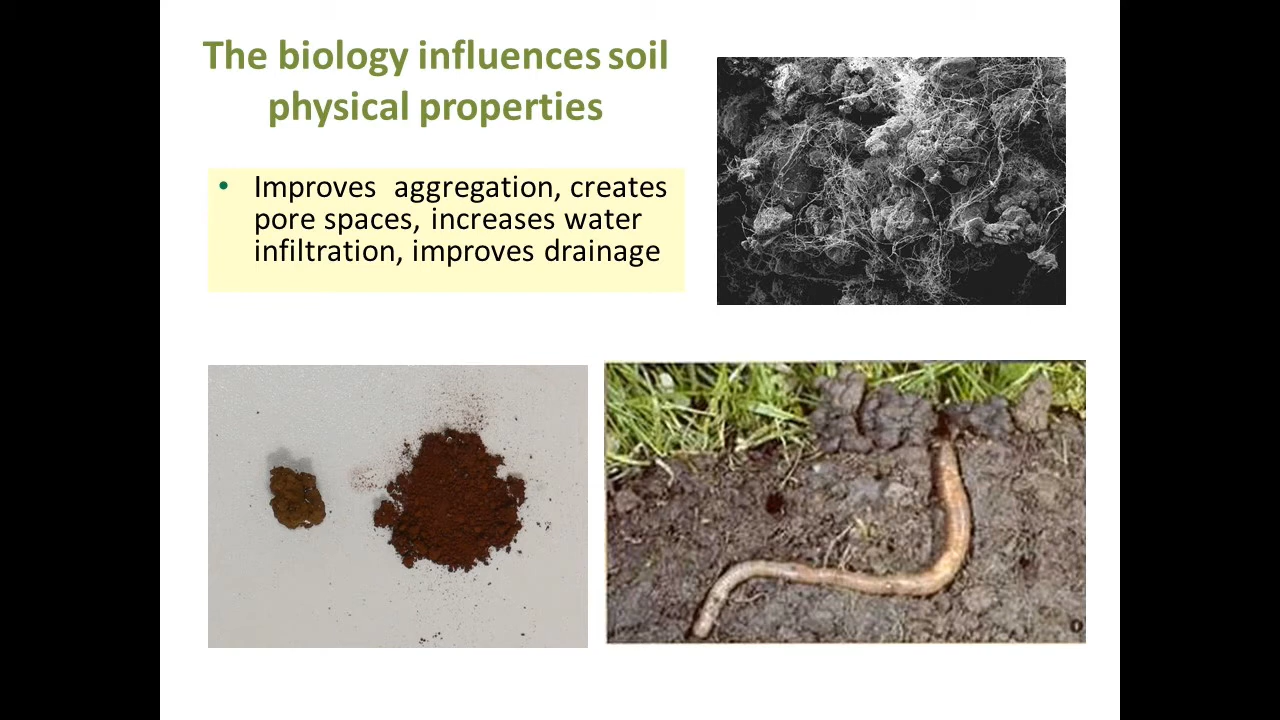 The biology influences soil
physical properties
• Improves  aggregation, creates
pore spaces, increases water
infiltration, improves drainage